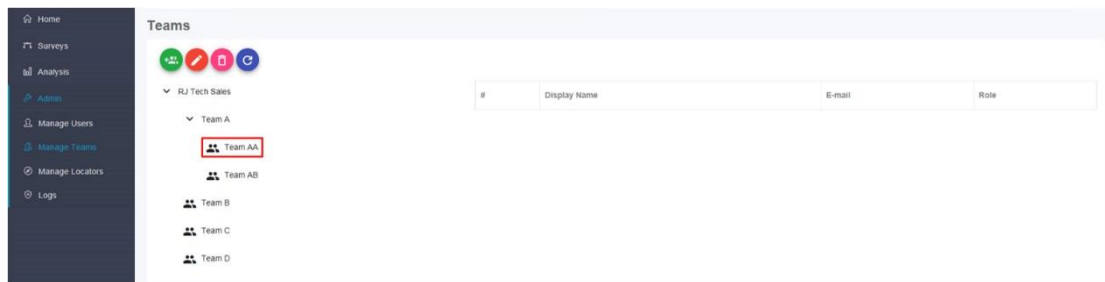 Home
Surveys
Analysis
Admin
Manage Users
Manage Teams
Manage Locators
Logs
Teams
RJ Tech Sales
Team A
Team AA
Team AB
Team B
Team C
Team D
# Display Name E-mail Role